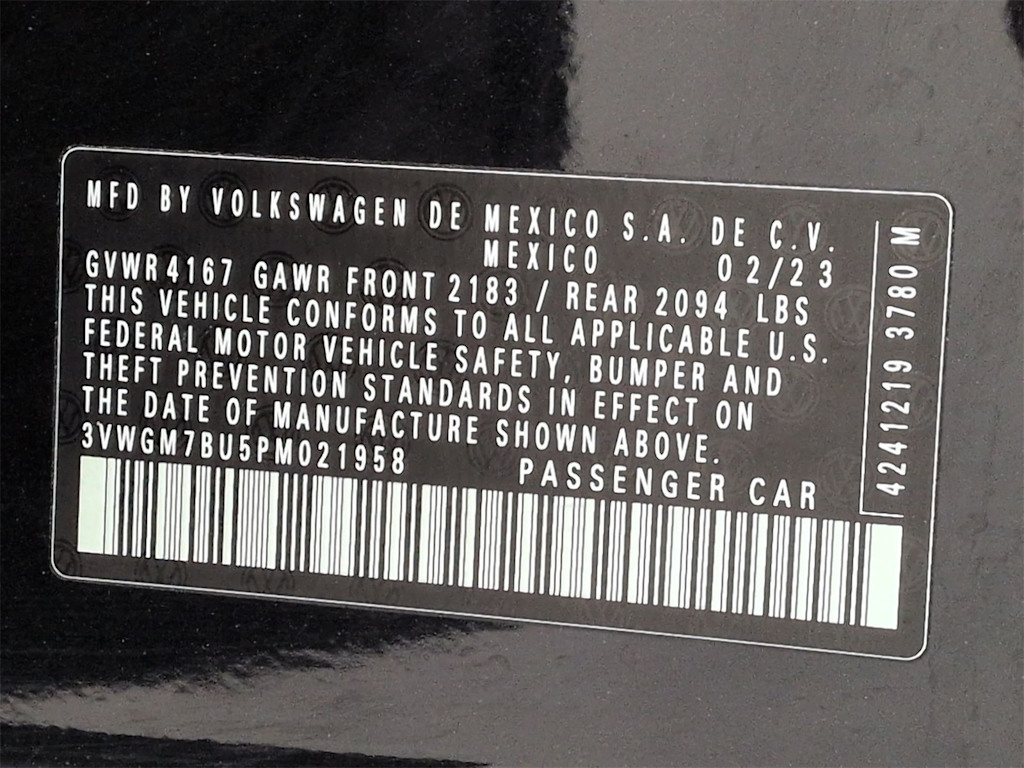 MFD BY VOLKSWAGEN DE MEXICO S.A. DE C.V.
MEXICO 02/23
GVWR 4167 GAWR FRONT 2183 / REAR 2094 LBS
THIS VEHICLE CONFORMS TO ALL APPLICABLE U.S.
FEDERAL MOTOR VEHICLE SAFETY, BUMPER AND
THEFT PREVENTION STANDARDS IN EFFECT ON
THE DATE OF MANUFACTURE SHOWN ABOVE.
3VWGM7BU5PM021958 PASSENGER CAR
4241219 3780 M